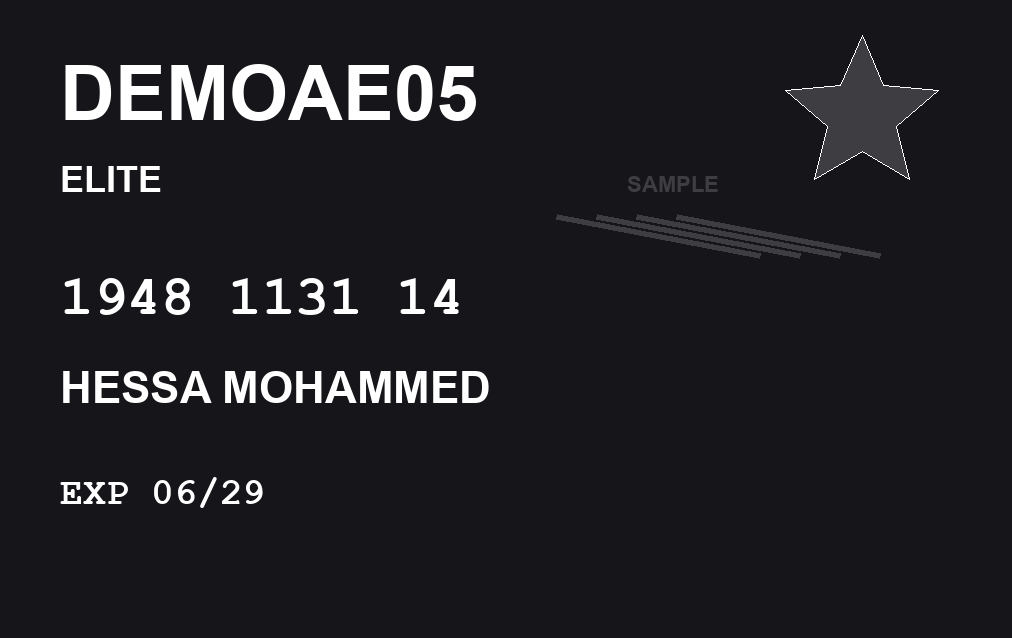 DEMOAE05
ELITE
SAMPLE
1948 1131 14
HESSA MOHAMMED
EXP 06/29